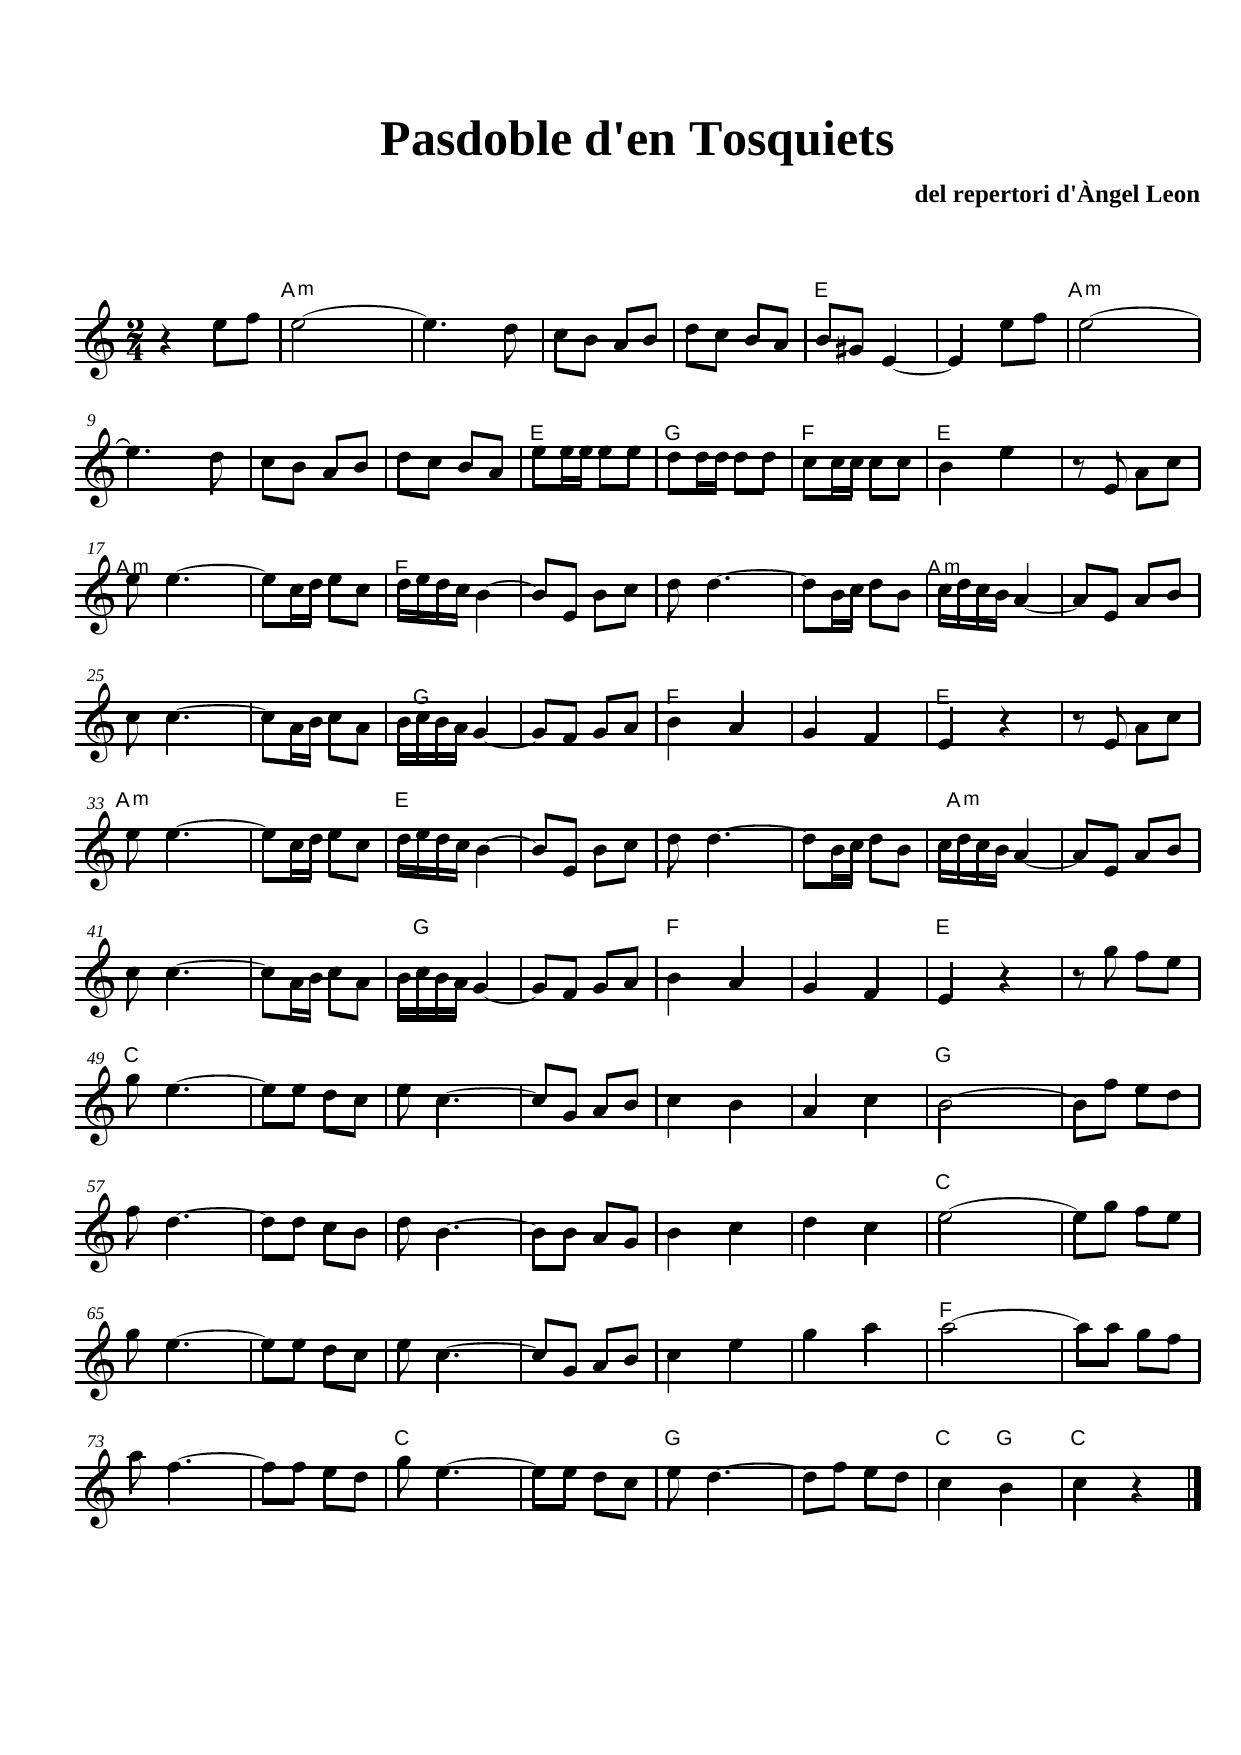 Pasdoble d'en Tosquiets
del repertori d'Àngel Leon
Am E Am
2 4
9 E G F E
17 Am E Am
25 G F E
33 Am E Am
41 G F E
49 C G
57 C
65 F
73 C G C G C